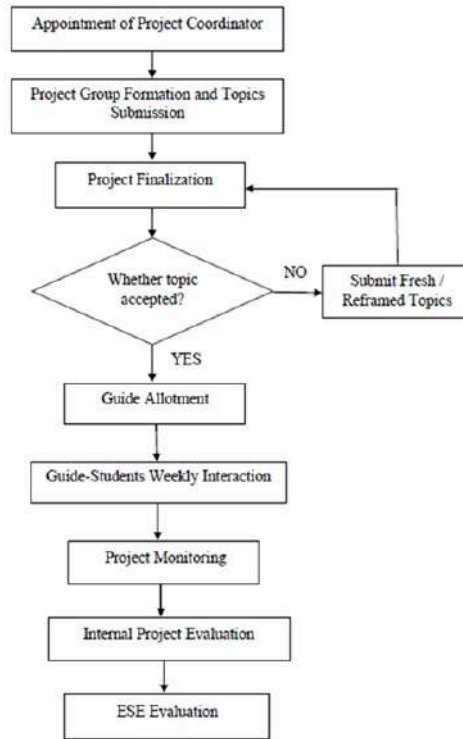 Appointment of Project Coordinator
Project Group Formation and Topics
Submission
Project Finalization
Whether topic
accepted?
NO
Submit Fresh /
Reframed Topics
YES
Guide Allotment
Guide-Students Weekly Interaction
Project Monitoring
Internal Project Evaluation
ESE Evaluation